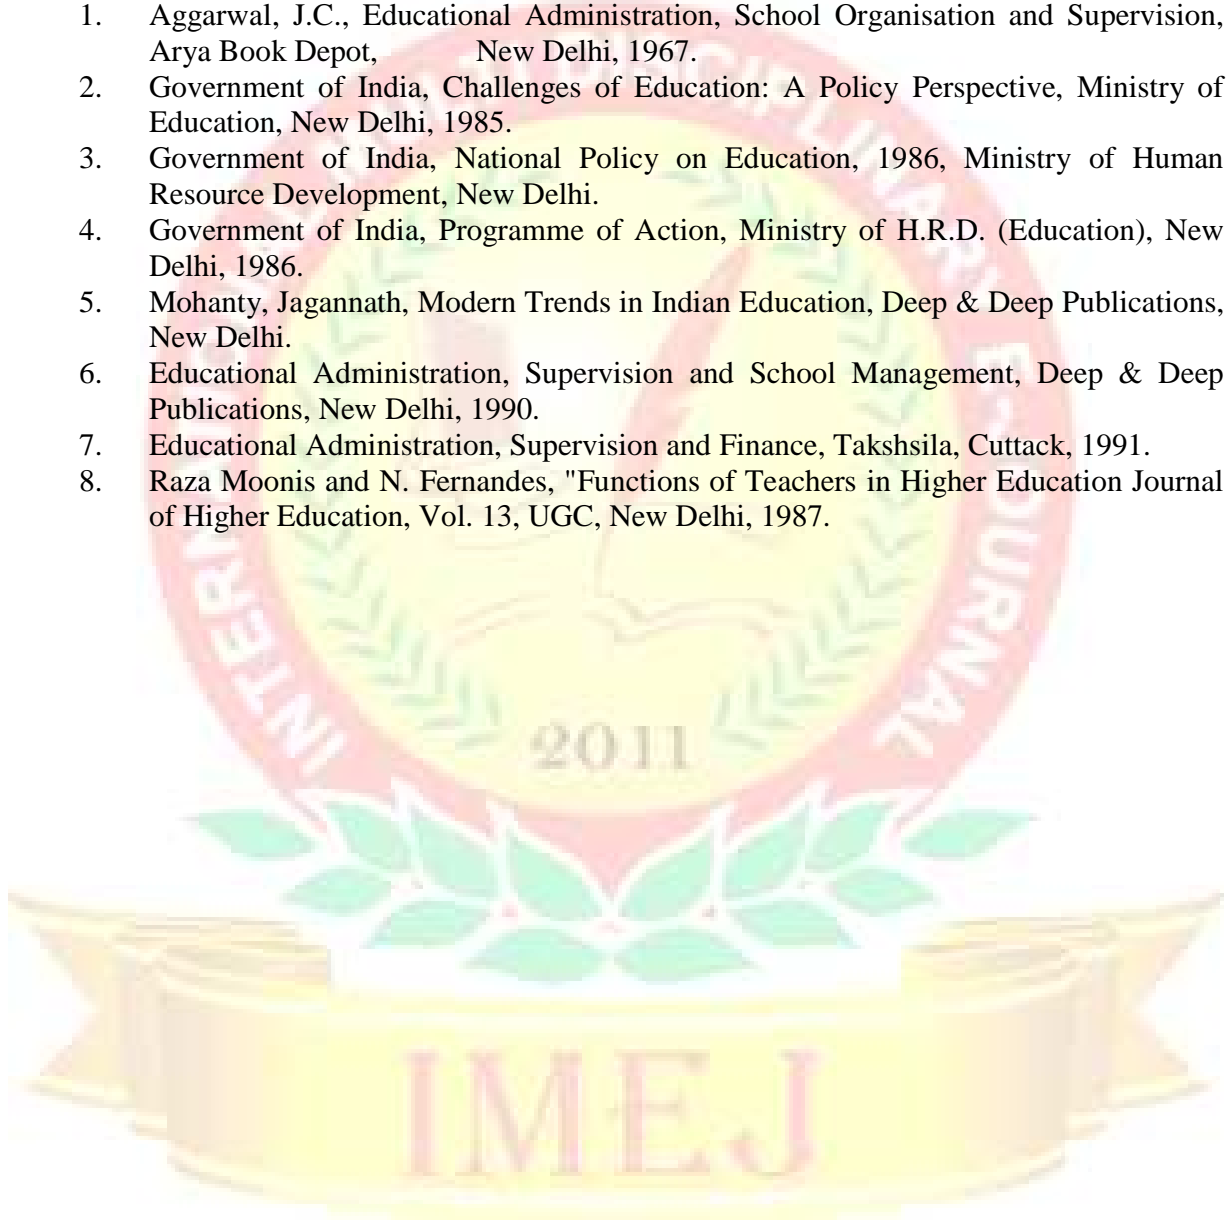 1. Aggarwal, J.C., Educational Administration, School Organisation and Supervision,
Arya Book Depot, New Delhi, 1967.
2. Government of India, Challenges of Education: A Policy Perspective, Ministry of
Education, New Delhi, 1985.
3. Government of India, National Policy on Education, 1986, Ministry of Human
Resource Development, New Delhi.
4. Government of India, Programme of Action, Ministry of H.R.D. (Education), New
Delhi, 1986.
5. Mohanty, Jagannath, Modern Trends in Indian Education, Deep & Deep Publications,
New Delhi.
6. Educational Administration, Supervision and School Management, Deep & Deep
Publications, New Delhi, 1990.
7. Educational Administration, Supervision and Finance, Takshsila, Cuttack, 1991.
8. Raza Moonis and N. Fernandes, "Functions of Teachers in Higher Education Journal
of Higher Education, Vol. 13, UGC, New Delhi, 1987.
INTERNATIONAL MULTI DISCIPLINARY E-JOURNAL
2011
IMEJ